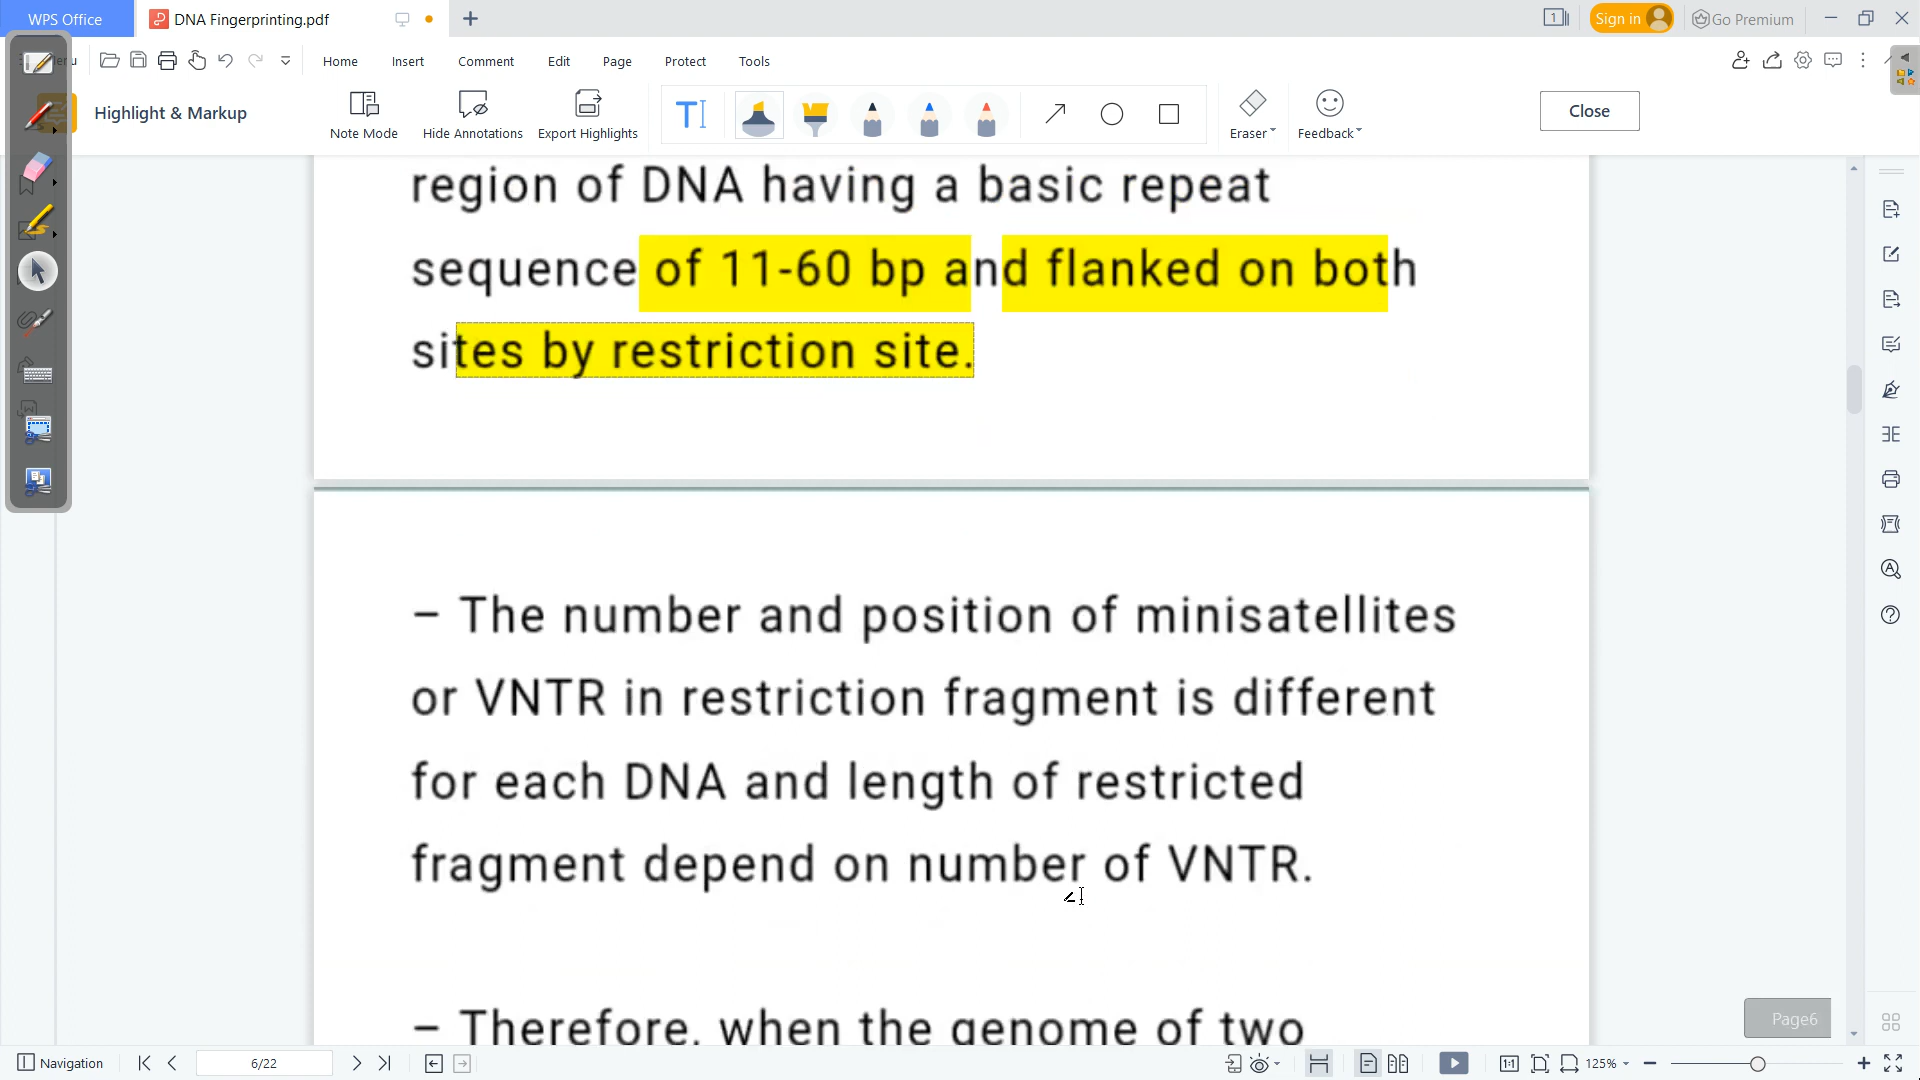 WPS Office
DNA Fingerprinting.pdf
1
Sign in
Go Premium
Home
Insert
Comment
Edit
Page
Protect
Tools
Highlight & Markup
Note Mode
Hide Annotations
Export Highlights
Eraser
Feedback
Close
region of DNA having a basic repeat
sequence of 11-60 bp and flanked on both
sites by restriction site.
– The number and position of minisatellites
or VNTR in restriction fragment is different
for each DNA and length of restricted
fragment depend on number of VNTR.
– Therefore, when the genome of two
Page6
Navigation
6/22
1:1
125%